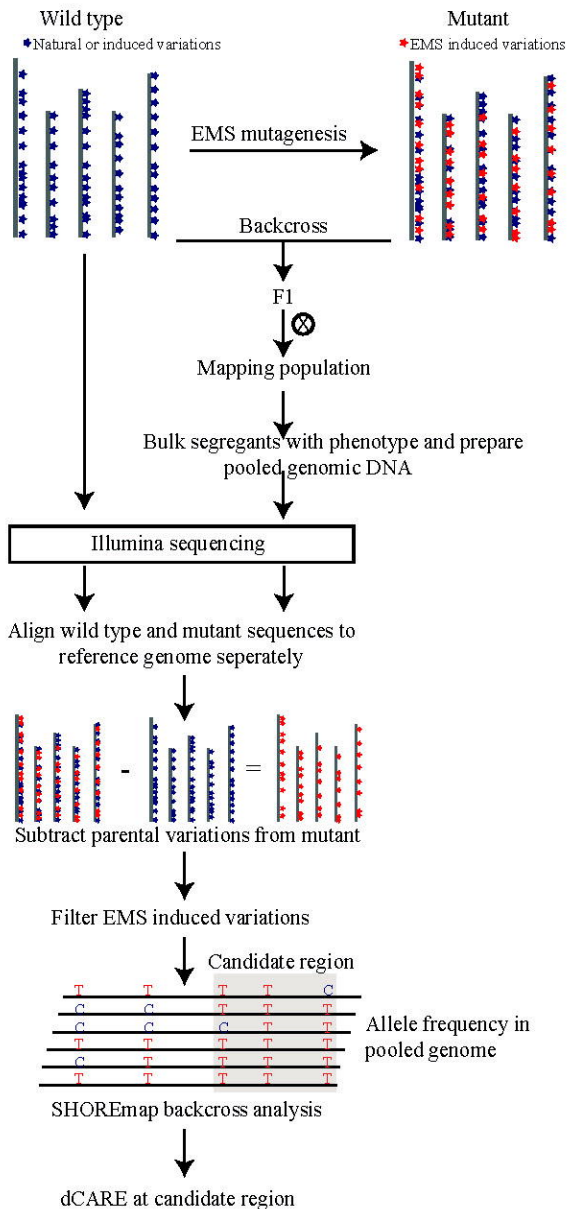 Wild type
Mutant
Natural or induced variations
EMS induced variations
EMS mutagenesis
Backcross
F1
Mapping population
Bulk segregants with phenotype and prepare
pooled genomic DNA
Illumina sequencing
Align wild type and mutant sequences to
reference genome seperately
- =
Subtract parental variations from mutant
Filter EMS induced variations
Candidate region
T T T T C
C C T T T
C C C T T
T T T T T
C T T T T
T T T T T
Allele frequency in
pooled genome
SHOREmap backcross analysis
dCARE at candidate region